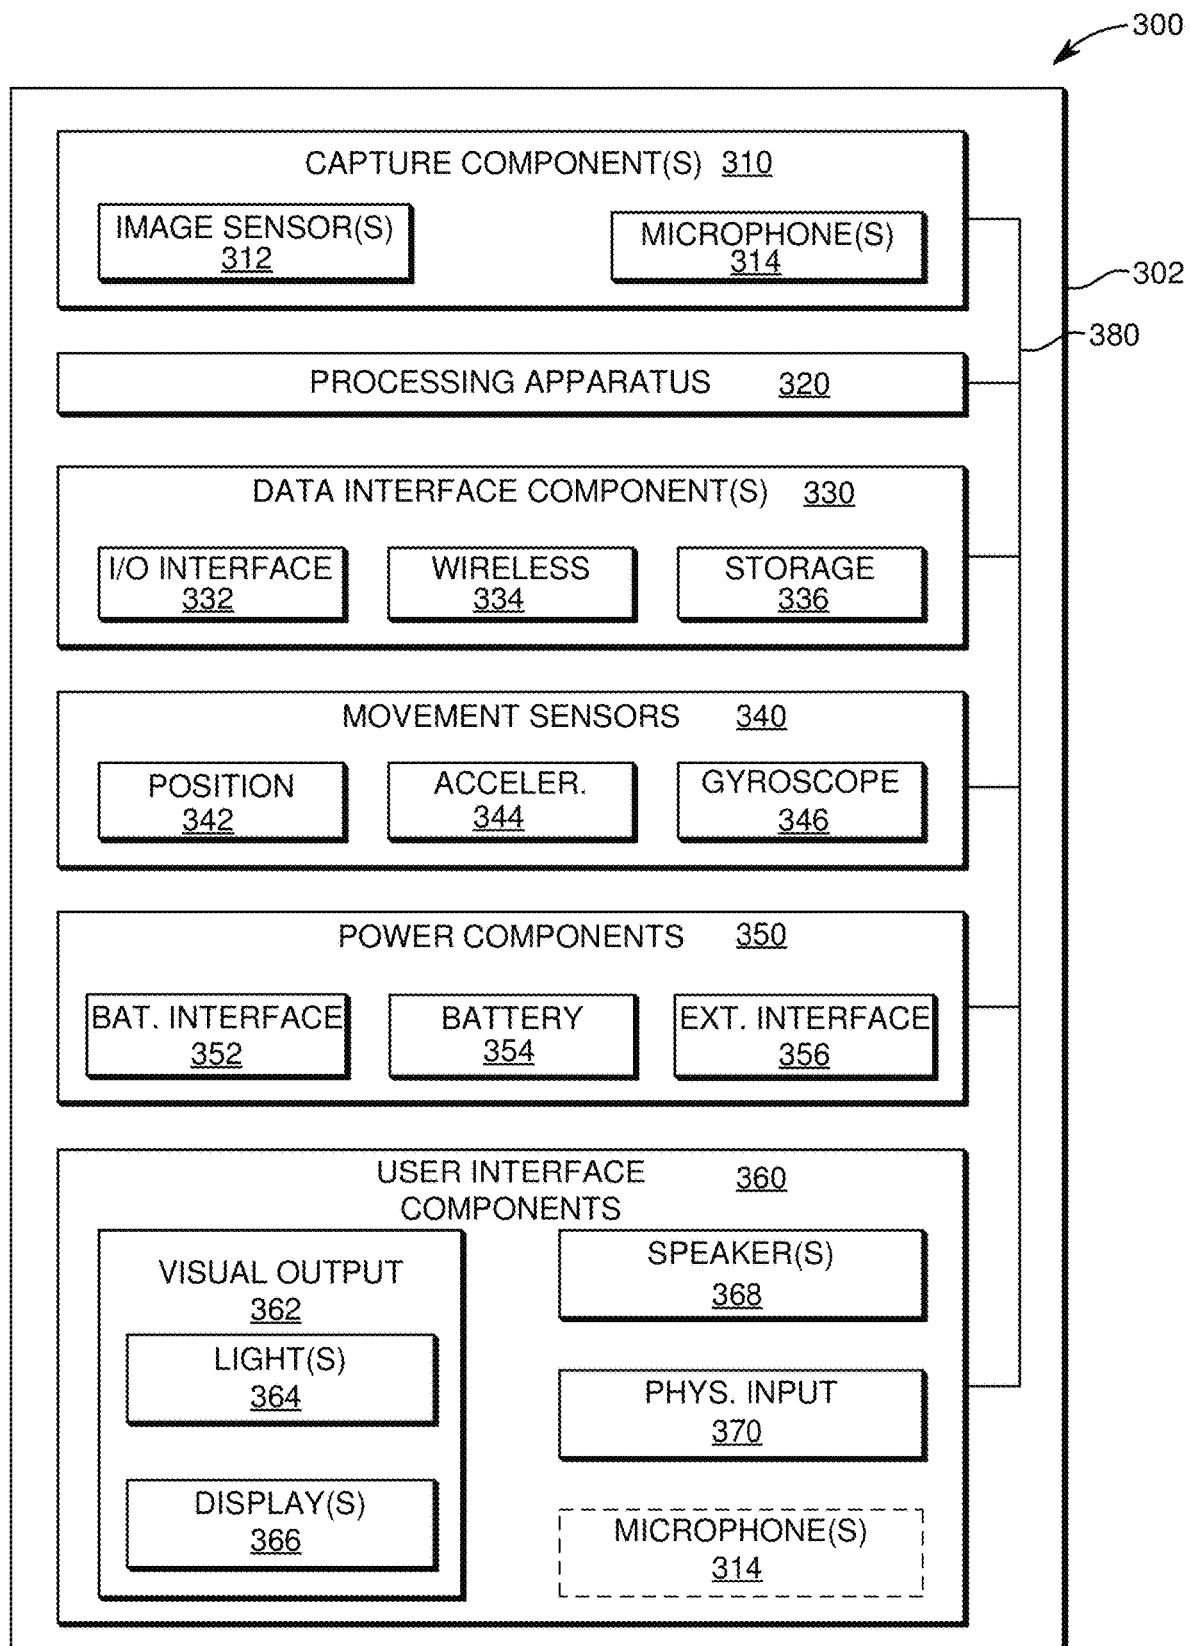 300
CAPTURE COMPONENT(S) 310
IMAGE SENSOR(S)
312
MICROPHONE(S)
314
302
380
PROCESSING APPARATUS 320
DATA INTERFACE COMPONENT(S) 330
I/O INTERFACE
332
WIRELESS
334
STORAGE
336
MOVEMENT SENSORS 340
POSITION
342
ACCELER.
344
GYROSCOPE
346
POWER COMPONENTS 350
BAT. INTERFACE
352
BATTERY
354
EXT. INTERFACE
356
USER INTERFACE 360
COMPONENTS
VISUAL OUTPUT
362
LIGHT(S)
364
DISPLAY(S)
366
SPEAKER(S)
368
PHYS. INPUT
370
MICROPHONE(S)
314